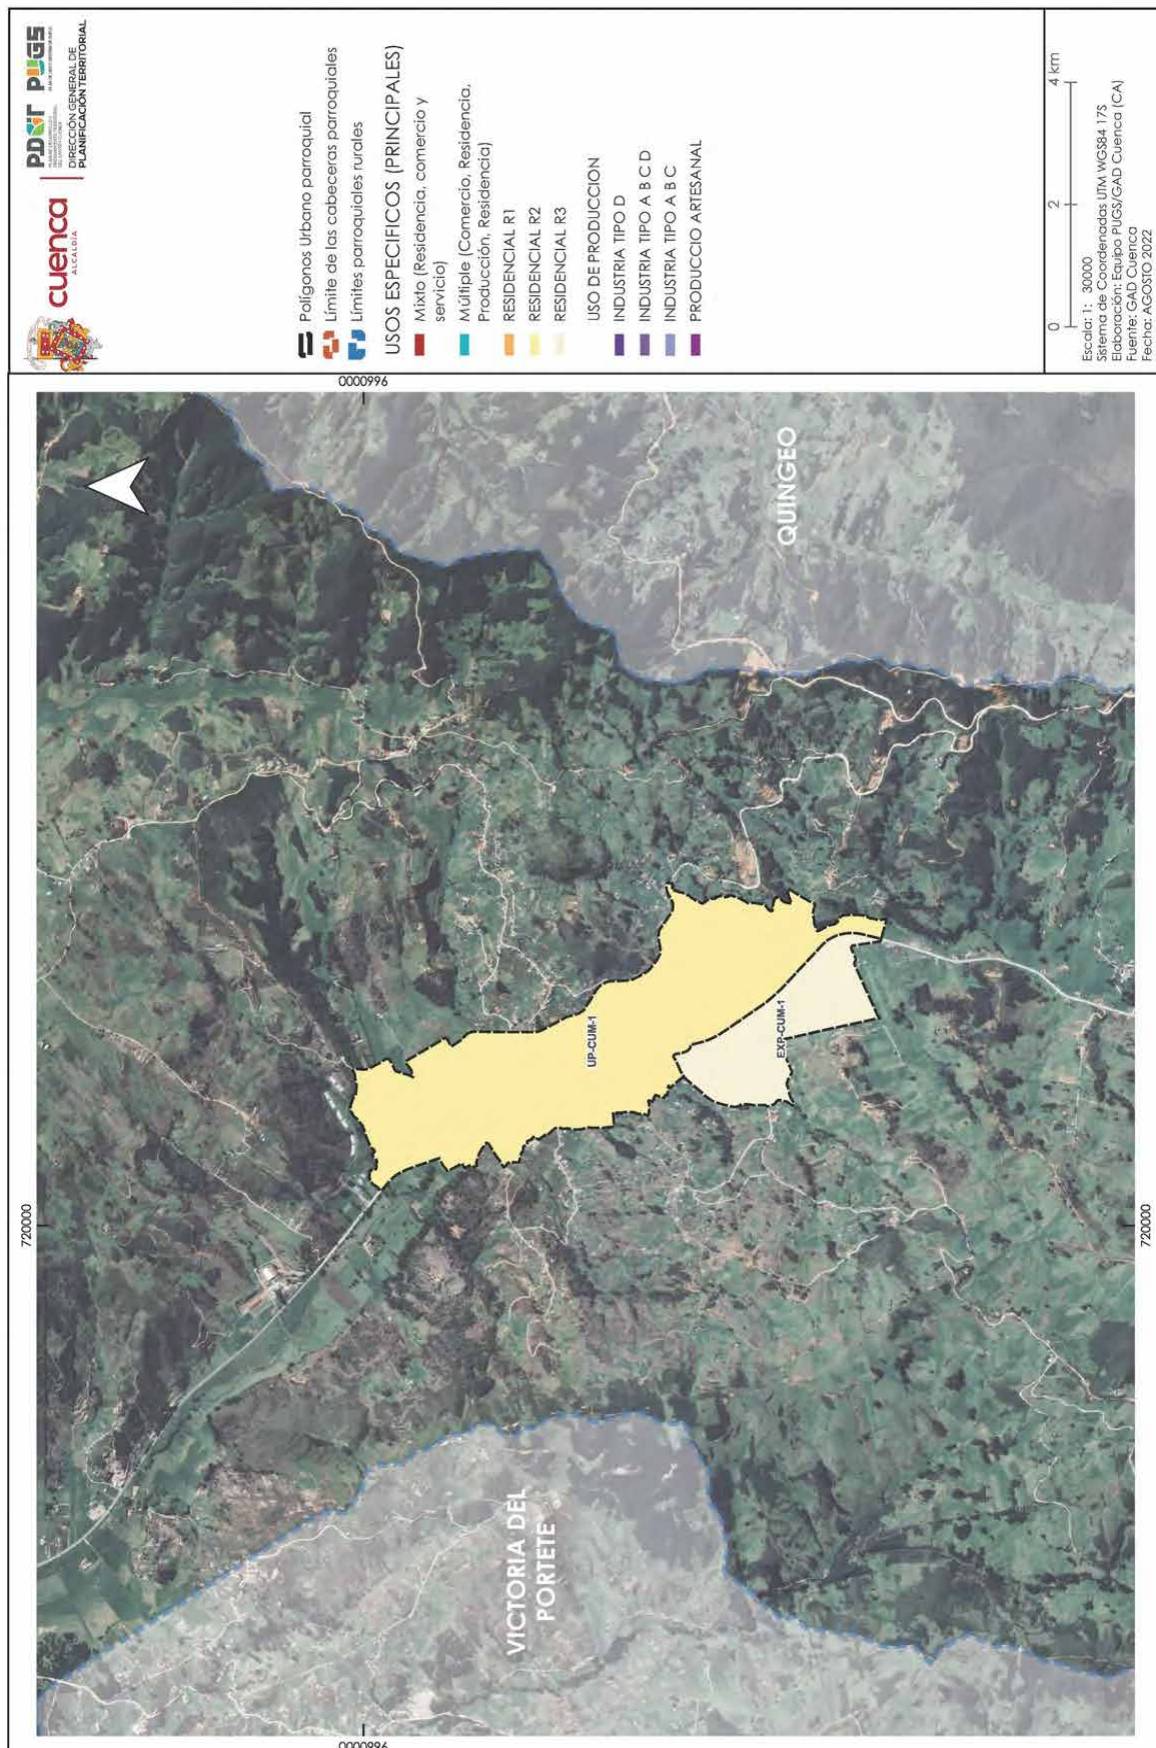 cuenca
ALCALDÍA
PDOT PUGS
DIRECCIÓN GENERAL DE
PLANIFICACIÓN TERRITORIAL
Polígonos Urbano parroquial
Límite de las cabeceras parroquiales
Límites parroquiales rurales
USOS ESPECIFICOS (PRINCIPALES)
Mixto (Residencia, comercio y
servicio)
Múltiple (Comercio, Residencia,
Producción, Residencia)
RESIDENCIAL R1
RESIDENCIAL R2
RESIDENCIAL R3
USO DE PRODUCCION
INDUSTRIA TIPO D
INDUSTRIA TIPO A B C D
INDUSTRIA TIPO A B C
PRODUCCIO ARTESANAL
0 2 4 km
Escala: 1: 30000
Sistema de Coordenadas UTM WGS84 17S
Elaboración: Equipo PUGS/GAD Cuenca (CA)
Fuente: GAD Cuenca
Fecha: AGOSTO 2022
720000
9660000
9660000
720000
VICTORIA DEL
PORTETE
UP-CUM-1
EXP-CUM-1
QUINGEO